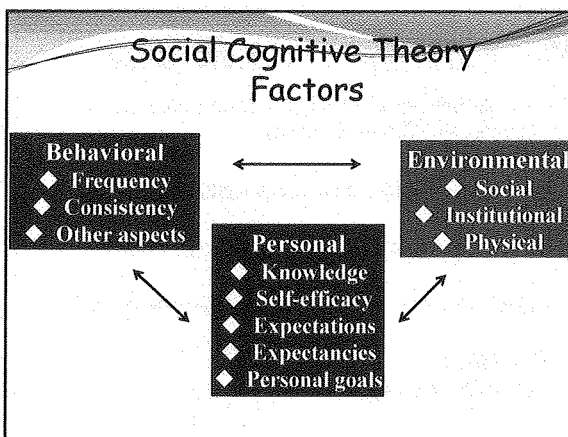 Social Cognitive Theory
Factors
Behavioral
◆ Frequency
◆ Consistency
◆ Other aspects
Environmental
◆ Social
◆ Institutional
◆ Physical
Personal
◆ Knowledge
◆ Self-efficacy
◆ Expectations
◆ Expectancies
◆ Personal goals